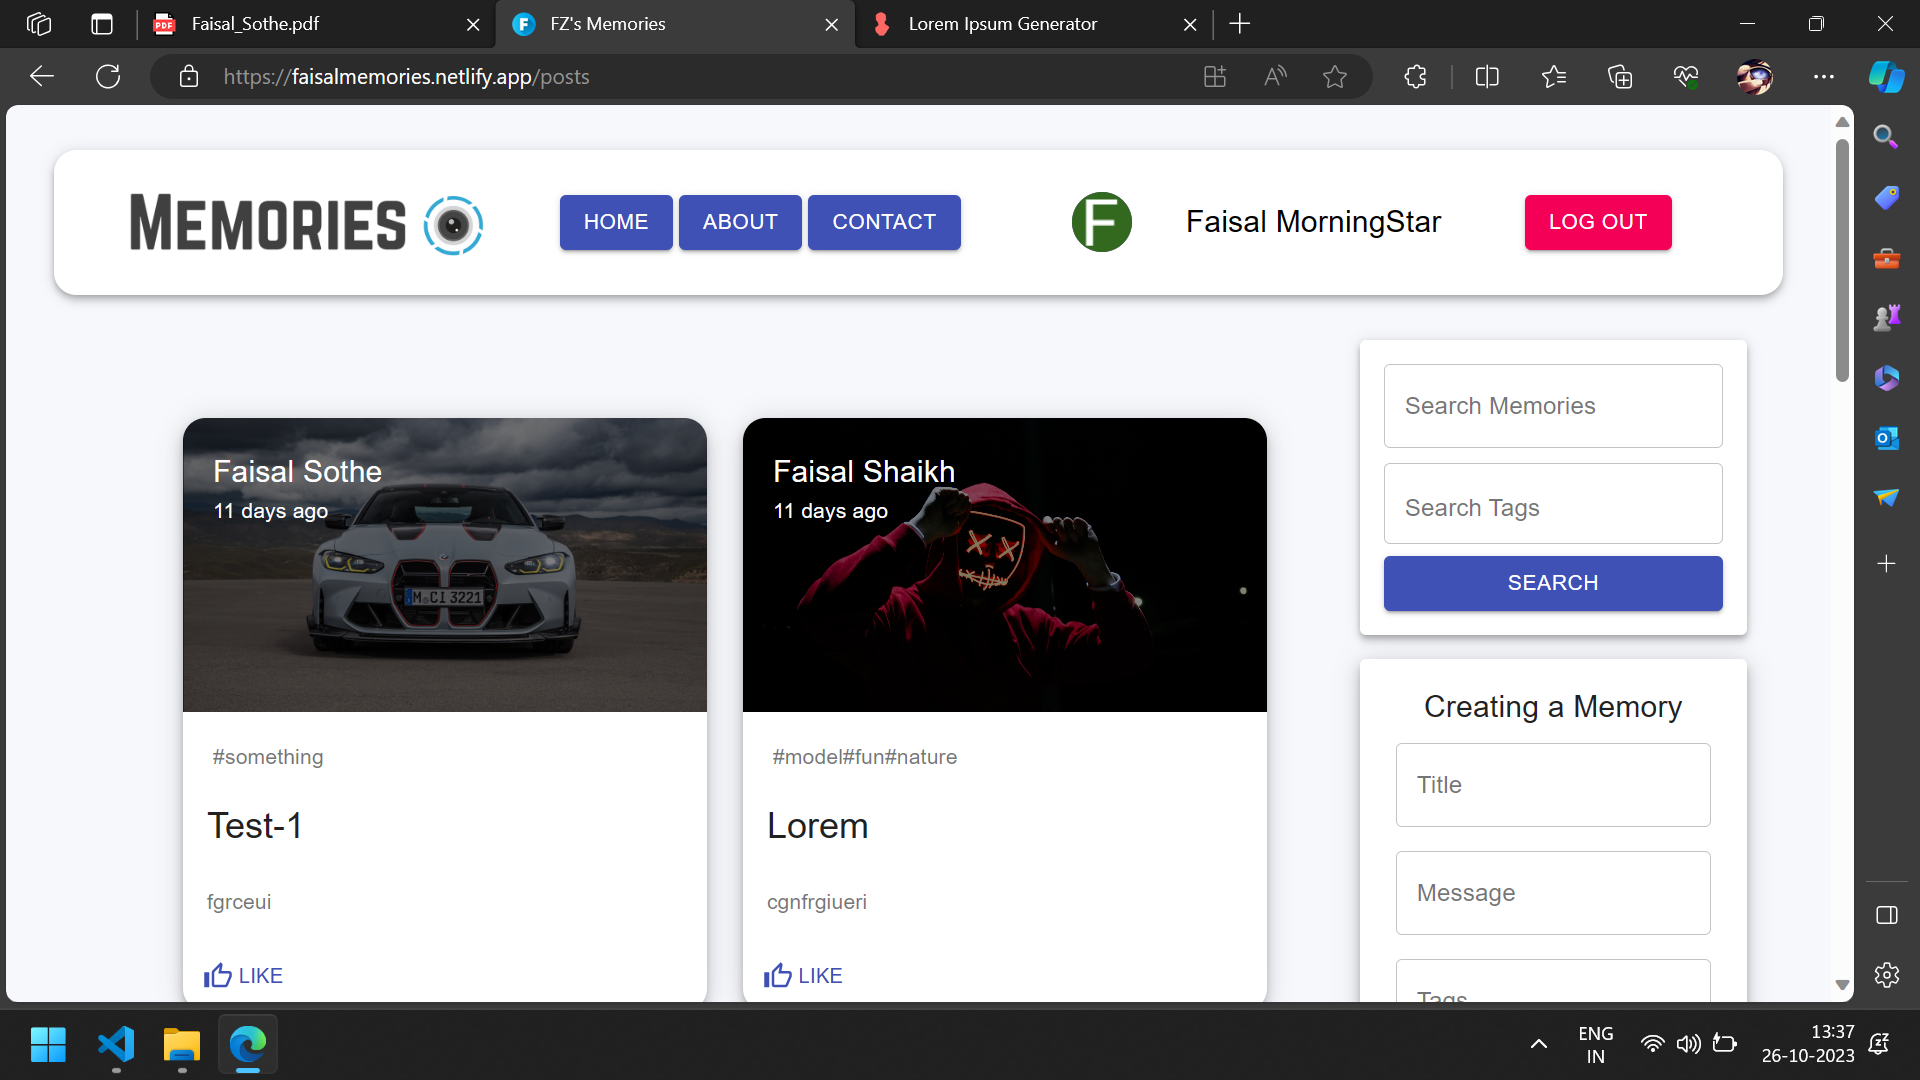 Faisal_Sothe.pdf
FZ's Memories
Lorem Ipsum Generator
https://faisalmemories.netlify.app/posts
MEMORIES
HOME
ABOUT
CONTACT
F
Faisal MorningStar
LOG OUT
Faisal Sothe
11 days ago
M CI 3221
#something
Test-1
fgrceui
LIKE
Faisal Shaikh
11 days ago
#model#fun#nature
Lorem
cgnfrgiueri
LIKE
Search Memories
Search Tags
SEARCH
Creating a Memory
Title
Message
Tags
ENG
IN
13:37
26-10-2023